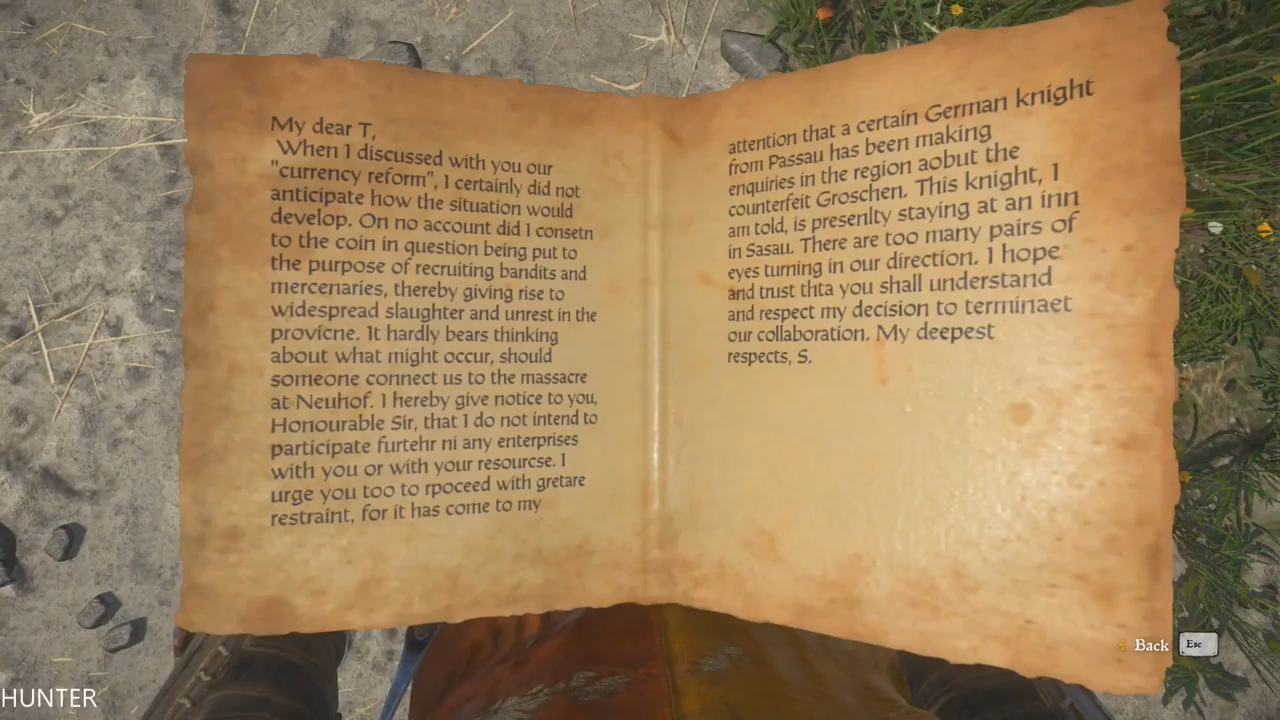 My dear T,
When I discussed with you our
"currency reform", I certainly did not
anticipate how the situation would
develop. On no account did I consetn
to the coin in question being put to
the purpose of recruiting bandits and
mercenaries, thereby giving rise to
widespread slaughter and unrest in the
provicne. It hardly bears thinking
about what might occur, should
someone connect us to the massacre
at Neuhof. I hereby give notice to you,
Honourable Sir, that I do not intend to
participate furtehr ni any enterprises
with you or with your resourcse. I
urge you too to rpoceed with gretare
restraint, for it has come to my
attention that a certain German knight
from Passau has been making
enquiries in the region aobut the
counterfeit Groschen. This knight, I
am told, is presenlty staying at an inn
in Sasau. There are too many pairs of
eyes turning in our direction. I hope
and trust thta you shall understand
and respect my decision to terminaet
our collaboration. My deepest
respects, S.
Back Esc
HUNTER